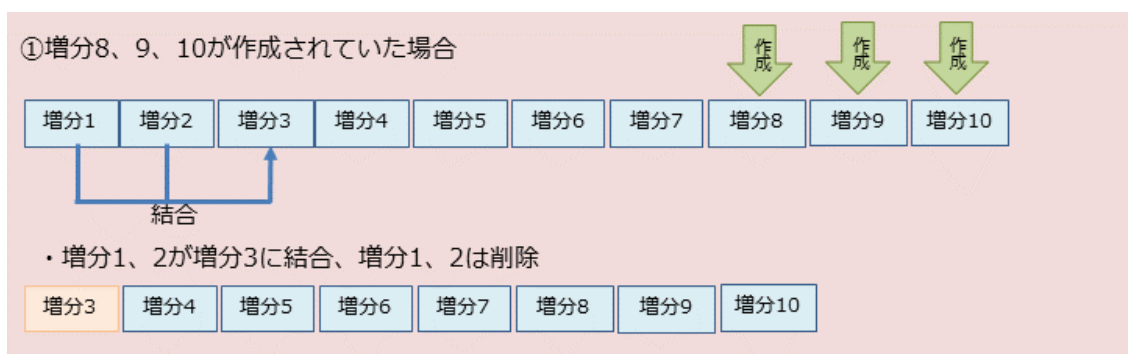 ①増分8、9、10が作成されていた場合
作成 作成 作成
増分1 増分2 増分3 増分4 増分5 増分6 増分7 増分8 増分9 増分10
結合
・増分1、2が増分3に結合、増分1、2は削除
増分3 増分4 増分5 増分6 増分7 増分8 増分9 増分10